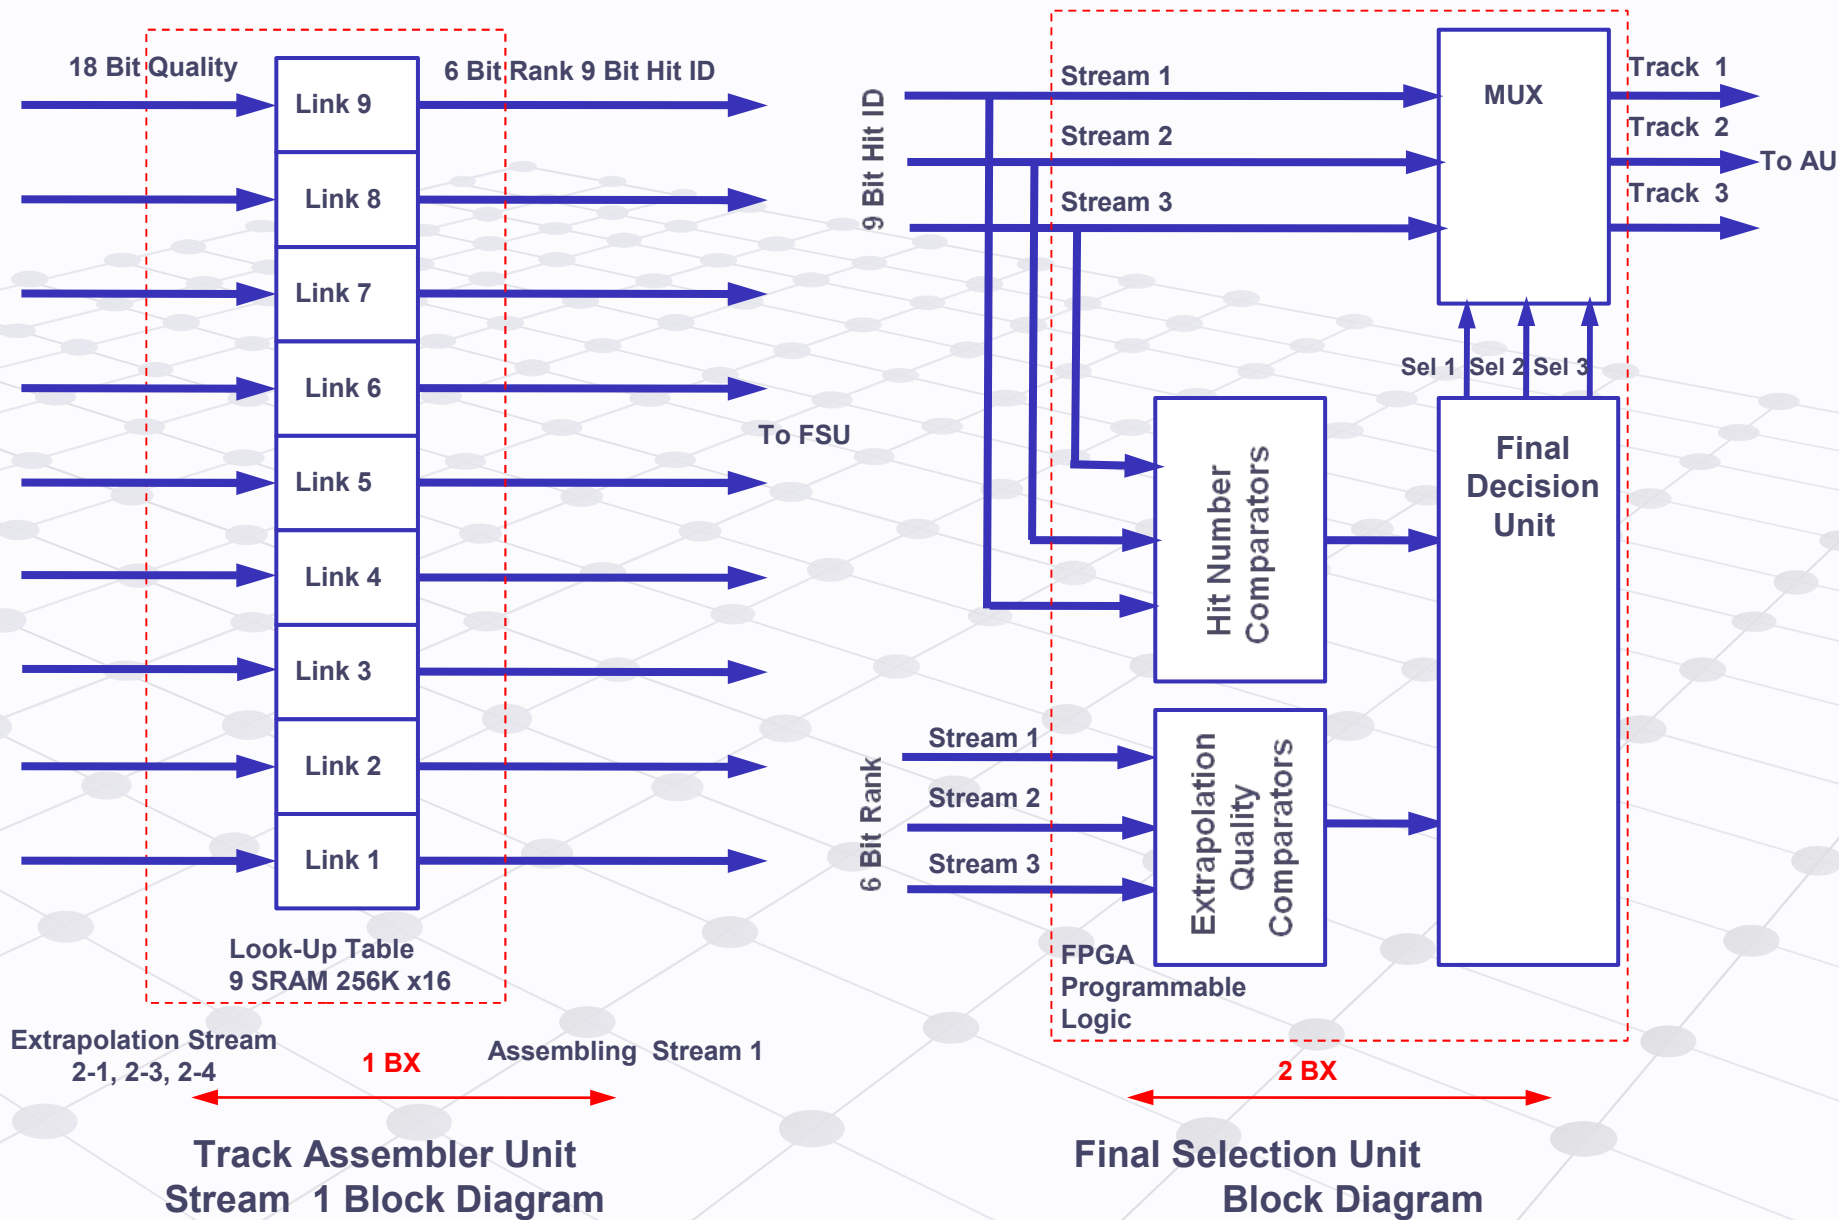 18 Bit Quality
6 Bit Rank 9 Bit Hit ID
Link 9
Link 8
Link 7
Link 6
Link 5
Link 4
Link 3
Link 2
Link 1
To FSU
Look-Up Table
9 SRAM 256K x16
Extrapolation Stream
2-1, 2-3, 2-4
1 BX
Assembling Stream 1
Track Assembler Unit
Stream 1 Block Diagram
9 Bit Hit ID
Stream 1
Stream 2
Stream 3
MUX
Track 1
Track 2
Track 3
To AU
Sel 1
Sel 2
Sel 3
Hit Number
Comparators
Final
Decision
Unit
6 Bit Rank
Stream 1
Stream 2
Stream 3
Extrapolation
Quality
Comparators
FPGA
Programmable
Logic
2 BX
Final Selection Unit
Block Diagram